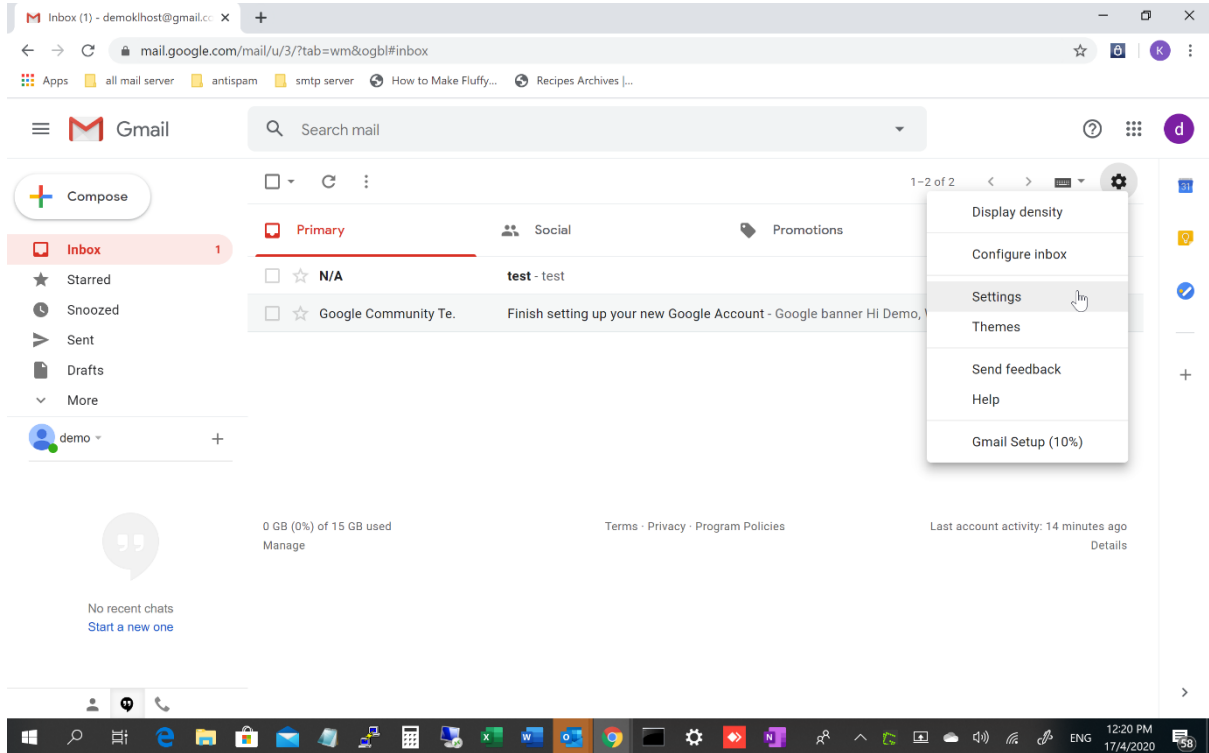 Inbox (1) - demoklhost@gmail.co
mail.google.com/mail/u/3/?tab=wm&ogbl#inbox
K
Apps all mail server antispam smtp server How to Make Fluffy... Recipes Archives |...
Gmail
Search mail
d
Compose
1–2 of 2
31
Display density
Primary Social Promotions
Configure inbox
Inbox 1
N/A test - test
Starred
Settings
Snoozed
Google Community Te. Finish setting up your new Google Account - Google banner Hi Demo,
Themes
Sent
Drafts
Send feedback
More
Help
demo
Gmail Setup (10%)
0 GB (0%) of 15 GB used
Manage
Terms · Privacy · Program Policies
Last account activity: 14 minutes ago
Details
No recent chats
Start a new one
ENG
12:20 PM
17/4/2020
58